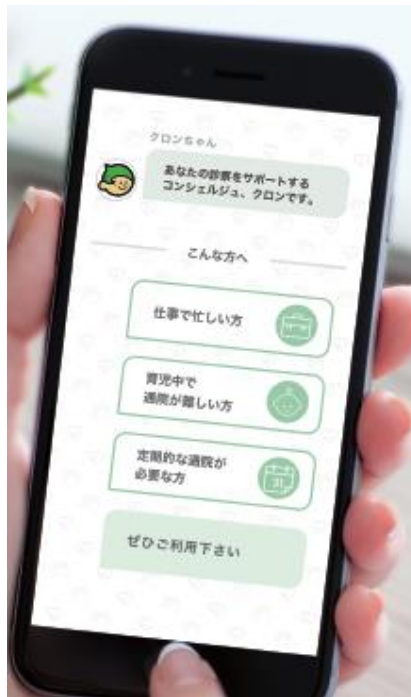 クロンちゃん
あなたの診察をサポートする
コンシェルジュ、クロンです。
こんな方へ
仕事で忙しい方
育児中で
通院が難しい方
定期的な通院が
必要な方
31
ぜひご利用下さい